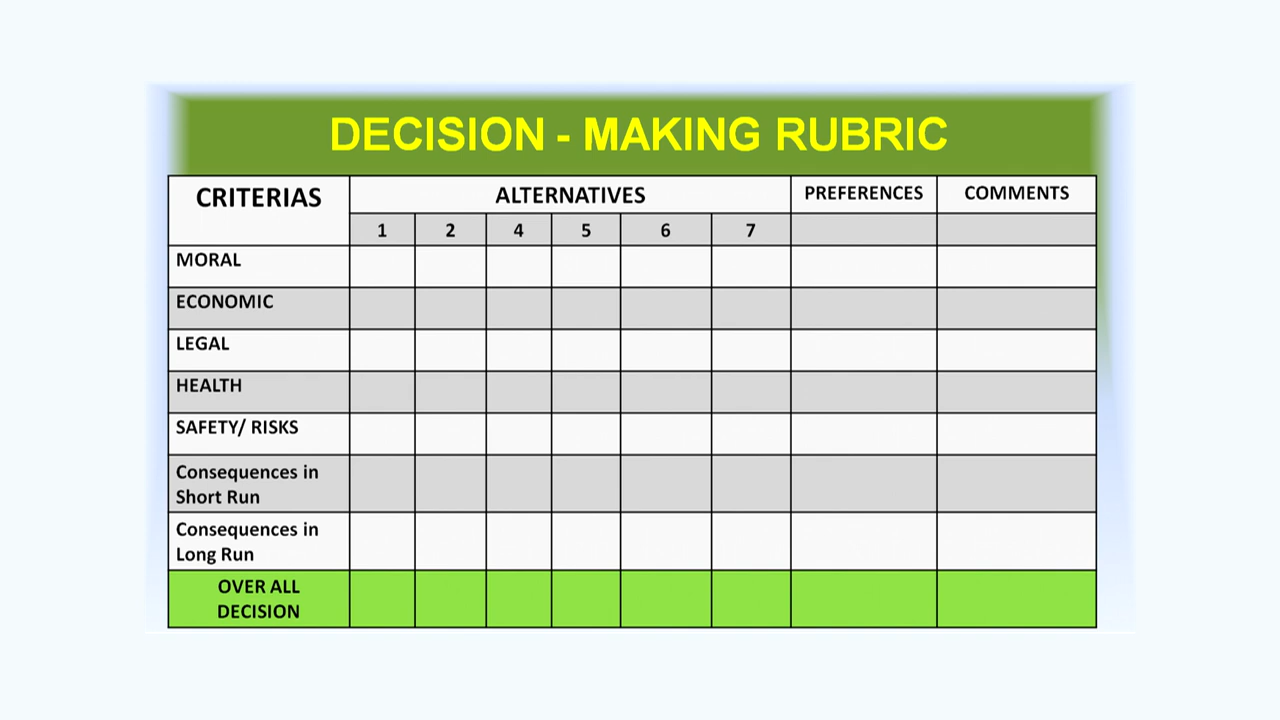 DECISION - MAKING RUBRIC
CRITERIAS ALTERNATIVES PREFERENCES COMMENTS
1 2 4 5 6 7
MORAL
ECONOMIC
LEGAL
HEALTH
SAFETY/ RISKS
Consequences in
Short Run
Consequences in
Long Run
OVER ALL
DECISION